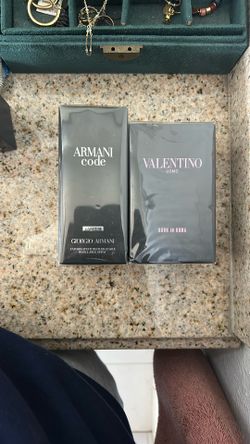 ARMANI
code
GIORGIO ARMANI
VALENTINO
UOMO
BORN in ROMA